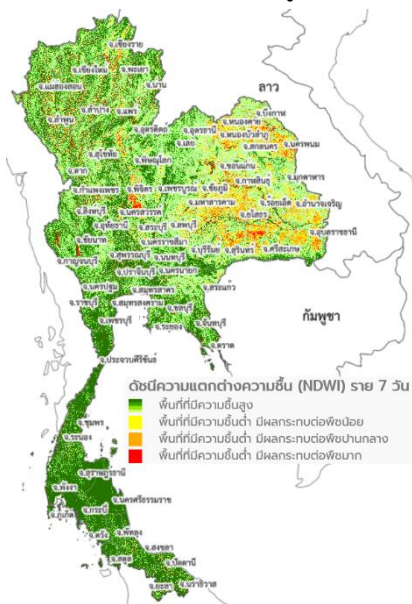 จ.เชียงราย
จ.เชียงใหม่
จ.พะเยา
จ.แม่ฮ่องสอน
จ.น่าน
จ.ลำปาง
จ.แพร่
จ.ลำพูน
ลาว
จ.บึงกาฬ
จ.หนองคาย
จ.อุตรดิตถ์
จ.อุดรธานี
จ.หนองบัวลำภู
จ.เลย
จ.นครพนม
จ.สกลนคร
จ.สุโขทัย
จ.พิษณุโลก
จ.ตาก
จ.ขอนแก่น
จ.มุกดาหาร
จ.กำแพงเพชร
จ.พิจิตร
จ.เพชรบูรณ์
จ.ชัยภูมิ
จ.กาฬสินธุ์
จ.มหาสารคาม
จ.ร้อยเอ็ด
จ.อำนาจเจริญ
จ.สิงห์บุรี
จ.นครสวรรค์
จ.ยโสธร
จ.อุทัยธานี
จ.สระบุรี
จ.ลพบุรี
จ.อุบลราชธานี
จ.ชัยนาท
จ.นครราชสีมา
จ.บุรีรัมย์
จ.สุรินทร์
จ.ศรีสะเกษ
จ.สุพรรณบุรี
จ.นนทบุรี
จ.กาญจนบุรี
จ.ปราจีนบุรี
จ.นครนายก
จ.นครปฐม
จ.สมุทรสาคร
จ.สระแก้ว
จ.ราชบุรี
จ.สมุทรสงคราม
จ.ชลบุรี
จ.เพชรบุรี
จ.ระยอง
จ.จันทบุรี
กัมพูชา
จ.ตราด
จ.ประจวบคีรีขันธ์
ดัชนีความแตกต่างความชื้น (NDWI) ราย 7 วัน
พื้นที่ที่มีความชื้นสูง
พื้นที่ที่มีความชื้นต่ำ มีผลกระทบต่อพืชน้อย
พื้นที่ที่มีความชื้นต่ำ มีผลกระทบต่อพืชปานกลาง
พื้นที่ที่มีความชื้นต่ำ มีผลกระทบต่อพืชมาก
จ.ชุมพร
จ.ระนอง
จ.สุราษฎร์ธานี
จ.พังงา
จ.นครศรีธรรมราช
จ.กระบี่
จ.ภูเก็ต
จ.ตรัง
จ.พัทลุง
จ.สงขลา
จ.สตูล
จ.ปัตตานี
จ.ยะลา
จ.นราธิวาส